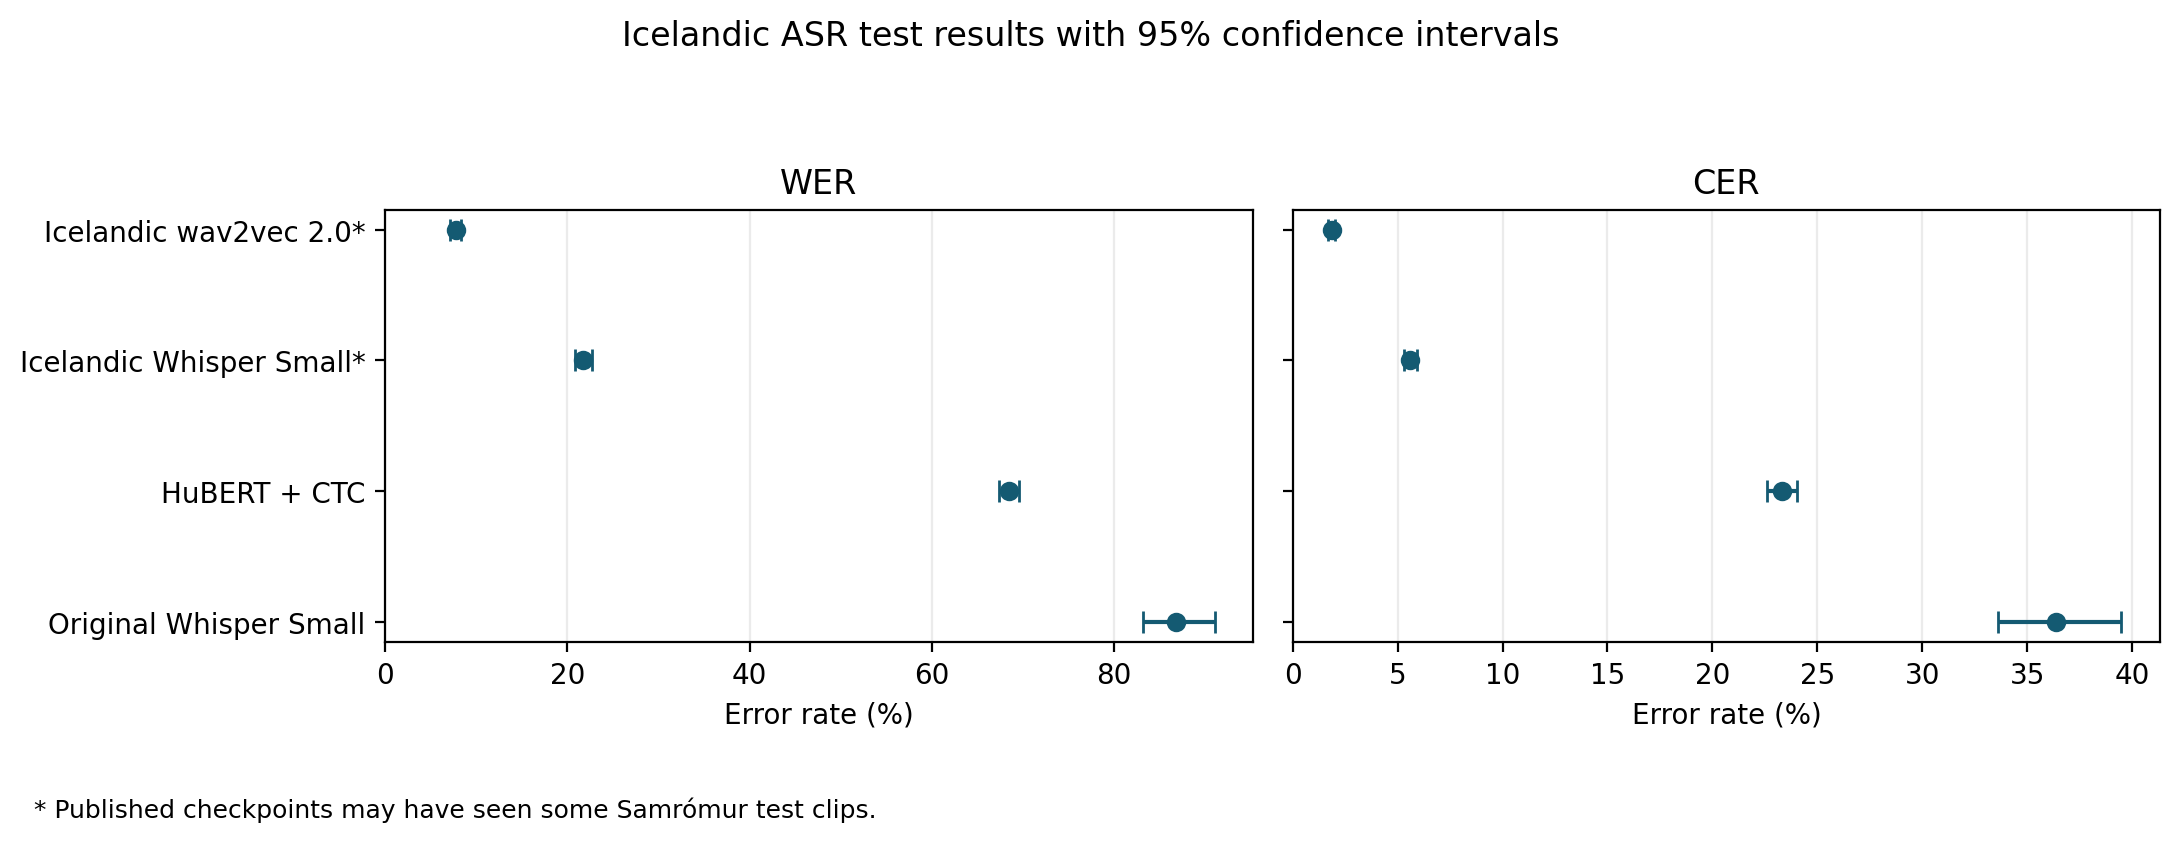 Icelandic ASR test results with 95% confidence intervals
WER
CER
Icelandic wav2vec 2.0*
Icelandic Whisper Small*
HuBERT + CTC
Original Whisper Small
0 20 40 60 80
0 5 10 15 20 25 30 35 40
Error rate (%)
Error rate (%)
* Published checkpoints may have seen some Samrómur test clips.